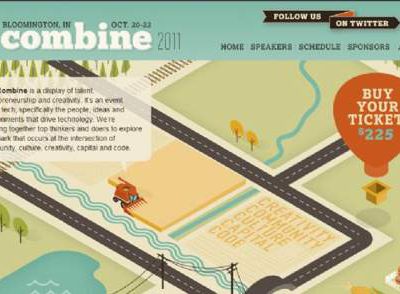 BLOOMINGTON, IN OCT. 20-22
combine 2011
FOLLOW US
ON TWITTER
HOME SPEAKERS SCHEDULE SPONSORS
Combine is a display of talent,
preneurship and creativity. It's an event
tech, specifically the people, ideas and
ments that drive technology. We're
ing together top thinkers and doers to explore
ark that occurs at the intersection of
unity, culture, creativity, capital and code.
BUY
YOUR
TICKET
$225
CREATIVITY
COMMUNITY
CULTURE
CAPITAL
CODE